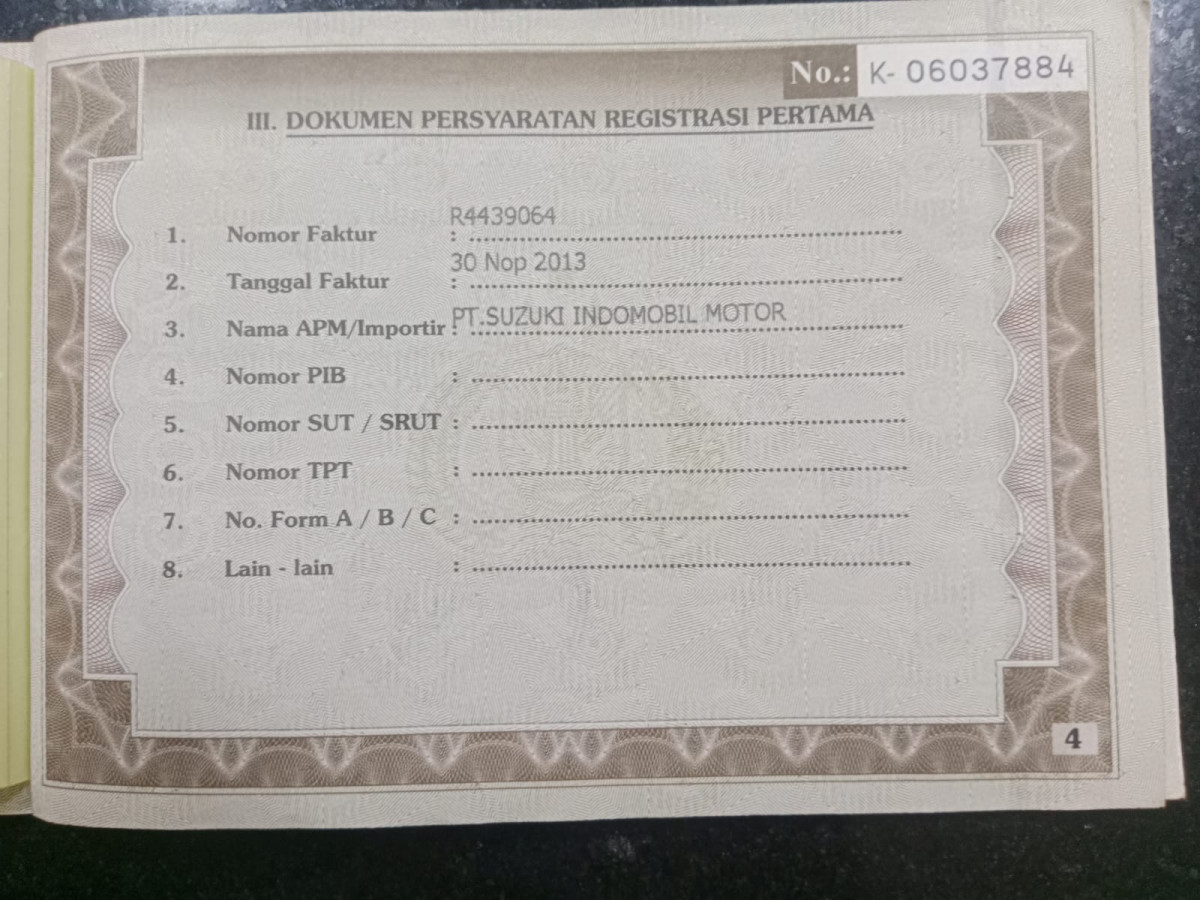 No.: K- 06037884
III. DOKUMEN PERSYARATAN REGISTRASI PERTAMA
1. Nomor Faktur : R4439064
2. Tanggal Faktur : 30 Nop 2013
3. Nama APM/Importir : PT.SUZUKI INDOMOBIL MOTOR
4. Nomor PIB :
5. Nomor SUT / SRUT :
6. Nomor TPT :
7. No. Form A / B / C :
8. Lain - lain :
4